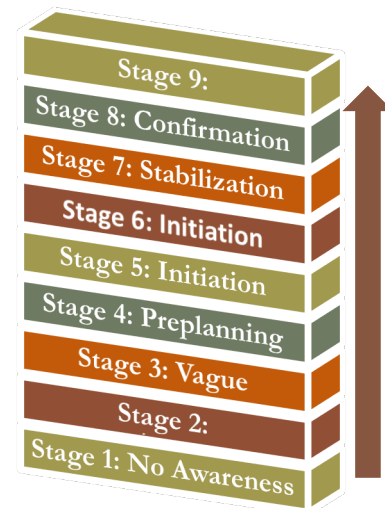 Stage 9:
Stage 8: Confirmation
Stage 7: Stabilization
Stage 6: Initiation
Stage 5: Initiation
Stage 4: Preplanning
Stage 3: Vague
Stage 2:
Stage 1: No Awareness